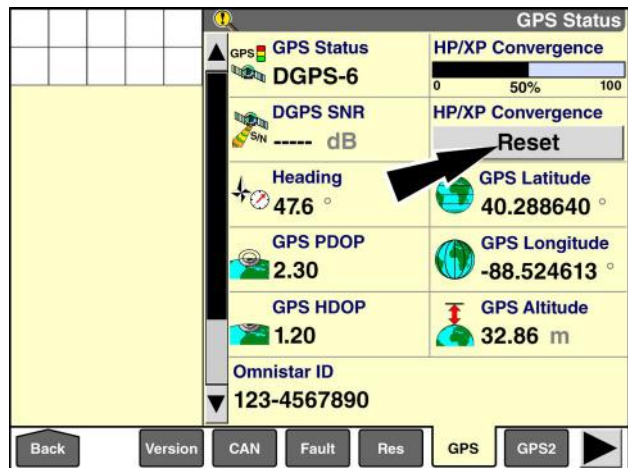 GPS Status
GPS GPS Status
DGPS-6
HP/XP Convergence
0 50% 100
DGPS SNR
S/N ----- dB
HP/XP Convergence
Reset
Heading
47.6 °
GPS Latitude
40.288640 °
GPS PDOP
2.30
GPS Longitude
-88.524613 °
GPS HDOP
1.20
GPS Altitude
32.86 m
Omnistar ID
123-4567890
Back Version CAN Fault Res GPS GPS2